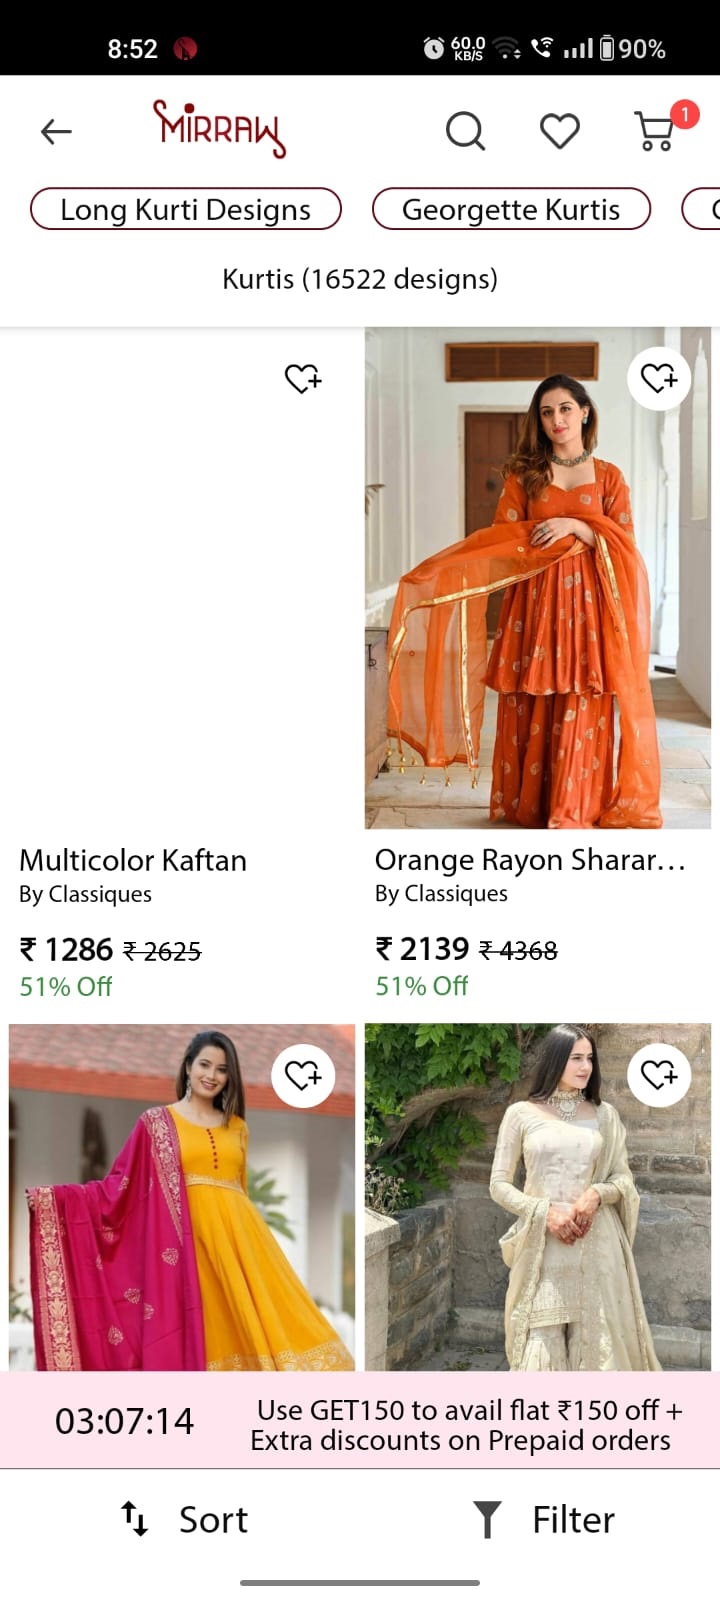 8:52
60.0
KB/S
90%
MIRRAW
1
Long Kurti Designs
Georgette Kurtis
Kurtis (16522 designs)
Multicolor Kaftan
By Classiques
₹ 1286 ₹ 2625
51% Off
Orange Rayon Sharar...
By Classiques
₹ 2139 ₹ 4368
51% Off
03:07:14
Use GET150 to avail flat ₹150 off +
Extra discounts on Prepaid orders
Sort
Filter